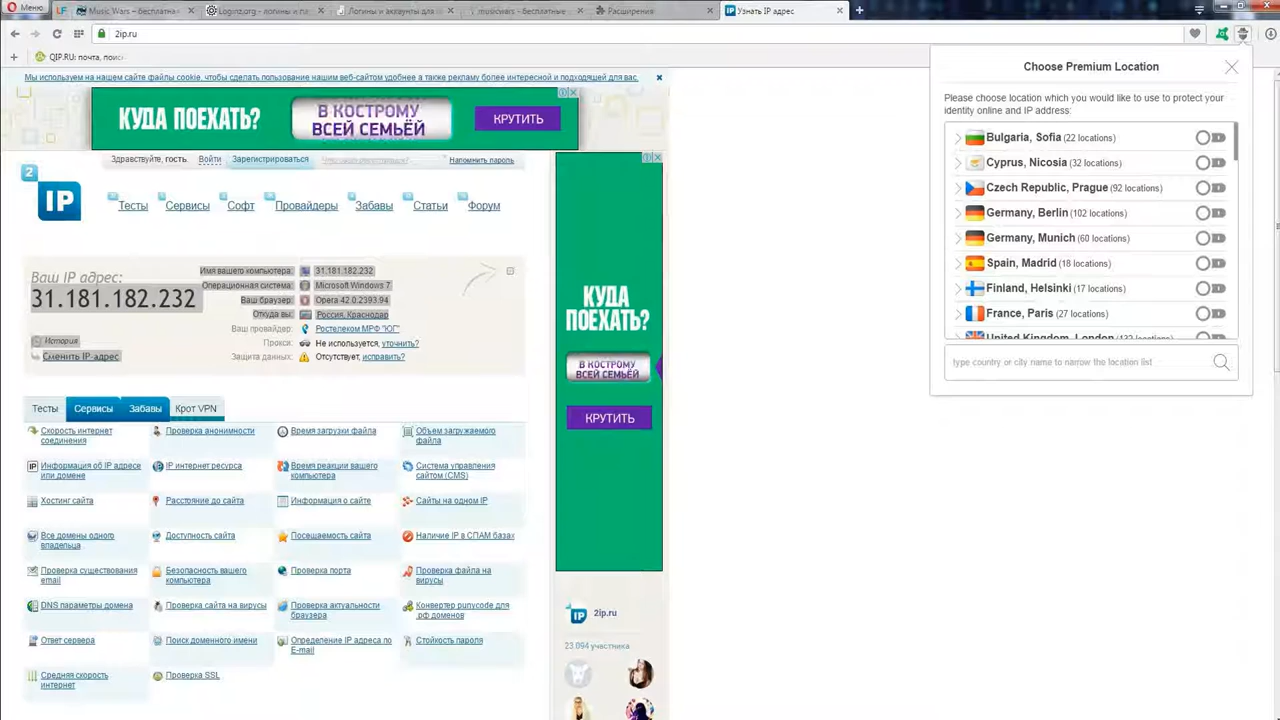 Меню
Music Wars – бесплатна
Loginz.org - логины и па
Логины и аккаунты для
musicwars - бесплатные
Расширения
IP Узнать IP адрес
2ip.ru
QIP.RU: почта, поис
Мы используем на нашем сайте файлы cookie, чтобы сделать пользование нашим веб-сайтом удобнее а также рекламу более интересной и подходящей для вас.
КУДА ПОЕХАТЬ?
В КОСТРОМУ
ВСЕЙ СЕМЬЁЙ
КРУТИТЬ
Здравствуйте, гость.
Войти
Зарегистрироваться
Напомнить пароль
2
IP
Тесты
Сервисы
Софт
Провайдеры
Забавы
Статьи
Форум
Ваш IP адрес:
31.181.182.232
История
Сменить IP-адрес
Имя вашего компьютера: 31.181.182.232
Операционная система: Microsoft Windows 7
Ваш браузер: Opera 42.0.2393.94
Откуда вы: Россия, Краснодар
Ваш провайдер: Ростелеком МРФ "ЮГ"
Прокси: Не используется, уточнить?
Защита данных: Отсутствует, исправить?
Тесты
Сервисы
Забавы
Крот VPN
Скорость интернет
соединения
Проверка анонимности
Время загрузки файла
Объем загружаемого
файла
Информация об IP адресе
или домене
IP интернет ресурса
Время реакции вашего
компьютера
Система управления
сайтом (CMS)
Хостинг сайта
Расстояние до сайта
Информация о сайте
Сайты на одном IP
Все домены одного
владельца
Доступность сайта
Посещаемость сайта
Наличие IP в СПАМ базах
Проверка существования
email
Безопасность вашего
компьютера
Проверка порта
Проверка файла на
вирусы
DNS параметры домена
Проверка сайта на вирусы
Проверка актуальности
браузера
Конвертер punycode для
.рф доменов
Ответ сервера
Поиск доменного имени
Определение IP адреса по
E-mail
Стойкость пароля
Средняя скорость
интернет
Проверка SSL
КУДА
ПОЕХАТЬ?
В КОСТРОМУ
ВСЕЙ СЕМЬЁЙ
КРУТИТЬ
IP 2ip.ru
23 094 участника
Choose Premium Location
Please choose location which you would like to use to protect your
identity online and IP address:
Bulgaria, Sofia (22 locations)
Cyprus, Nicosia (32 locations)
Czech Republic, Prague (92 locations)
Germany, Berlin (102 locations)
Germany, Munich (60 locations)
Spain, Madrid (18 locations)
Finland, Helsinki (17 locations)
France, Paris (27 locations)
United Kingdom, London (132 locations)
type country or city name to narrow the location list